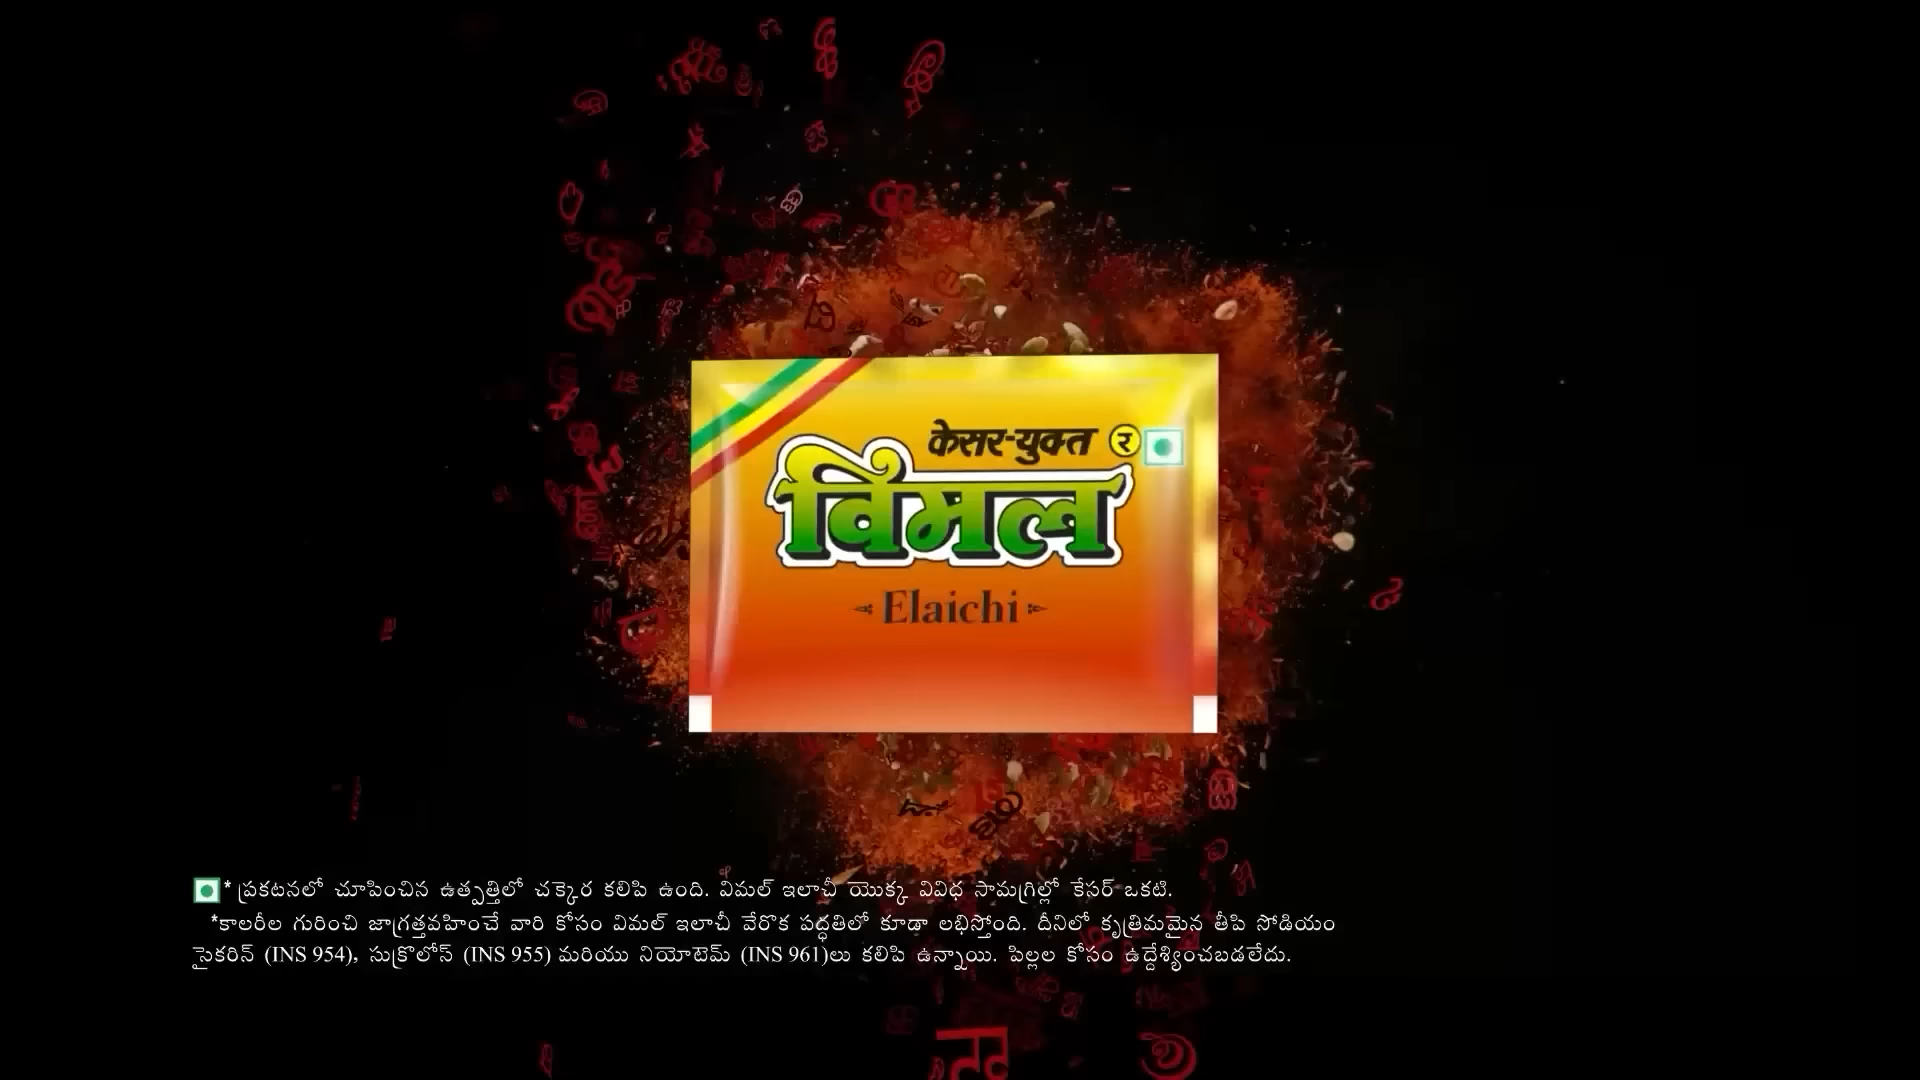 केसर-युक्त र
विमल
Elaichi
* ప్రకటనలో చూపించిన ఉత్పత్తిలో చక్కెర కలిపి ఉంది. విమల్ ఇలాచీ యొక్క వివిధ సామగ్రిల్లో కేసర్ ఒకటి.
*కాలరీల గురించి జాగ్రత్తవహించే వారి కోసం విమల్ ఇలాచీ వేరొక పద్ధతిలో కూడా లభిస్తోంది. దీనిలో కృత్రిమమైన తీపి సోడియం
సైకరిన్ (INS 954), సుక్రొలోస్ (INS 955) మరియు నియోటెమ్ (INS 961)లు కలిపి ఉన్నాయి. పిల్లల కోసం ఉద్దేశ్యించబడలేదు.